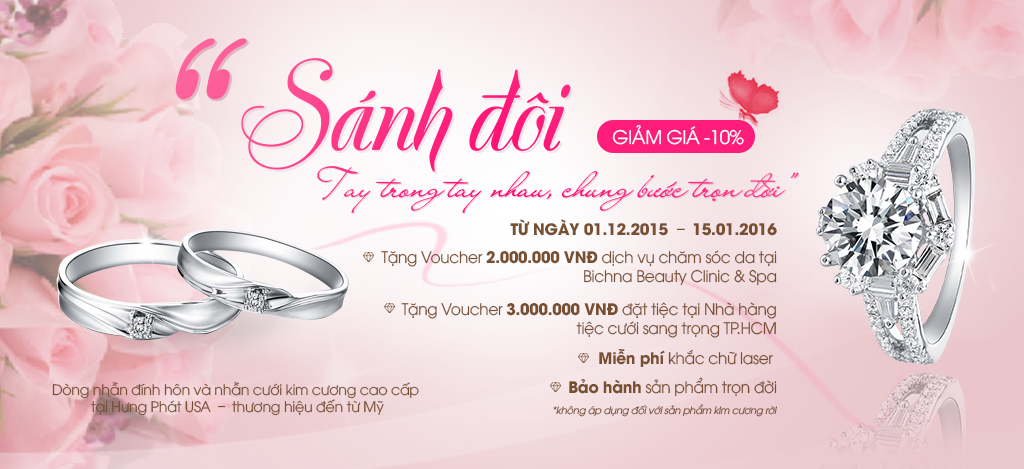 “Sánh đôi
GIẢM GIÁ -10%
Tay trong tay nhau, chung bước trọn đời”
TỪ NGÀY 01.12.2015 – 15.01.2016
Tặng Voucher 2.000.000 VNĐ dịch vụ chăm sóc da tại
Bichna Beauty Clinic & Spa
Tặng Voucher 3.000.000 VNĐ đặt tiệc tại Nhà hàng
tiệc cưới sang trọng TP.HCM
Miễn phí khắc chữ laser
Bảo hành sản phẩm trọn đời
*không áp dụng đối với sản phẩm kim cương rời
Dòng nhẫn đính hôn và nhẫn cưới kim cương cao cấp
tại Hưng Phát USA – thương hiệu đến từ Mỹ